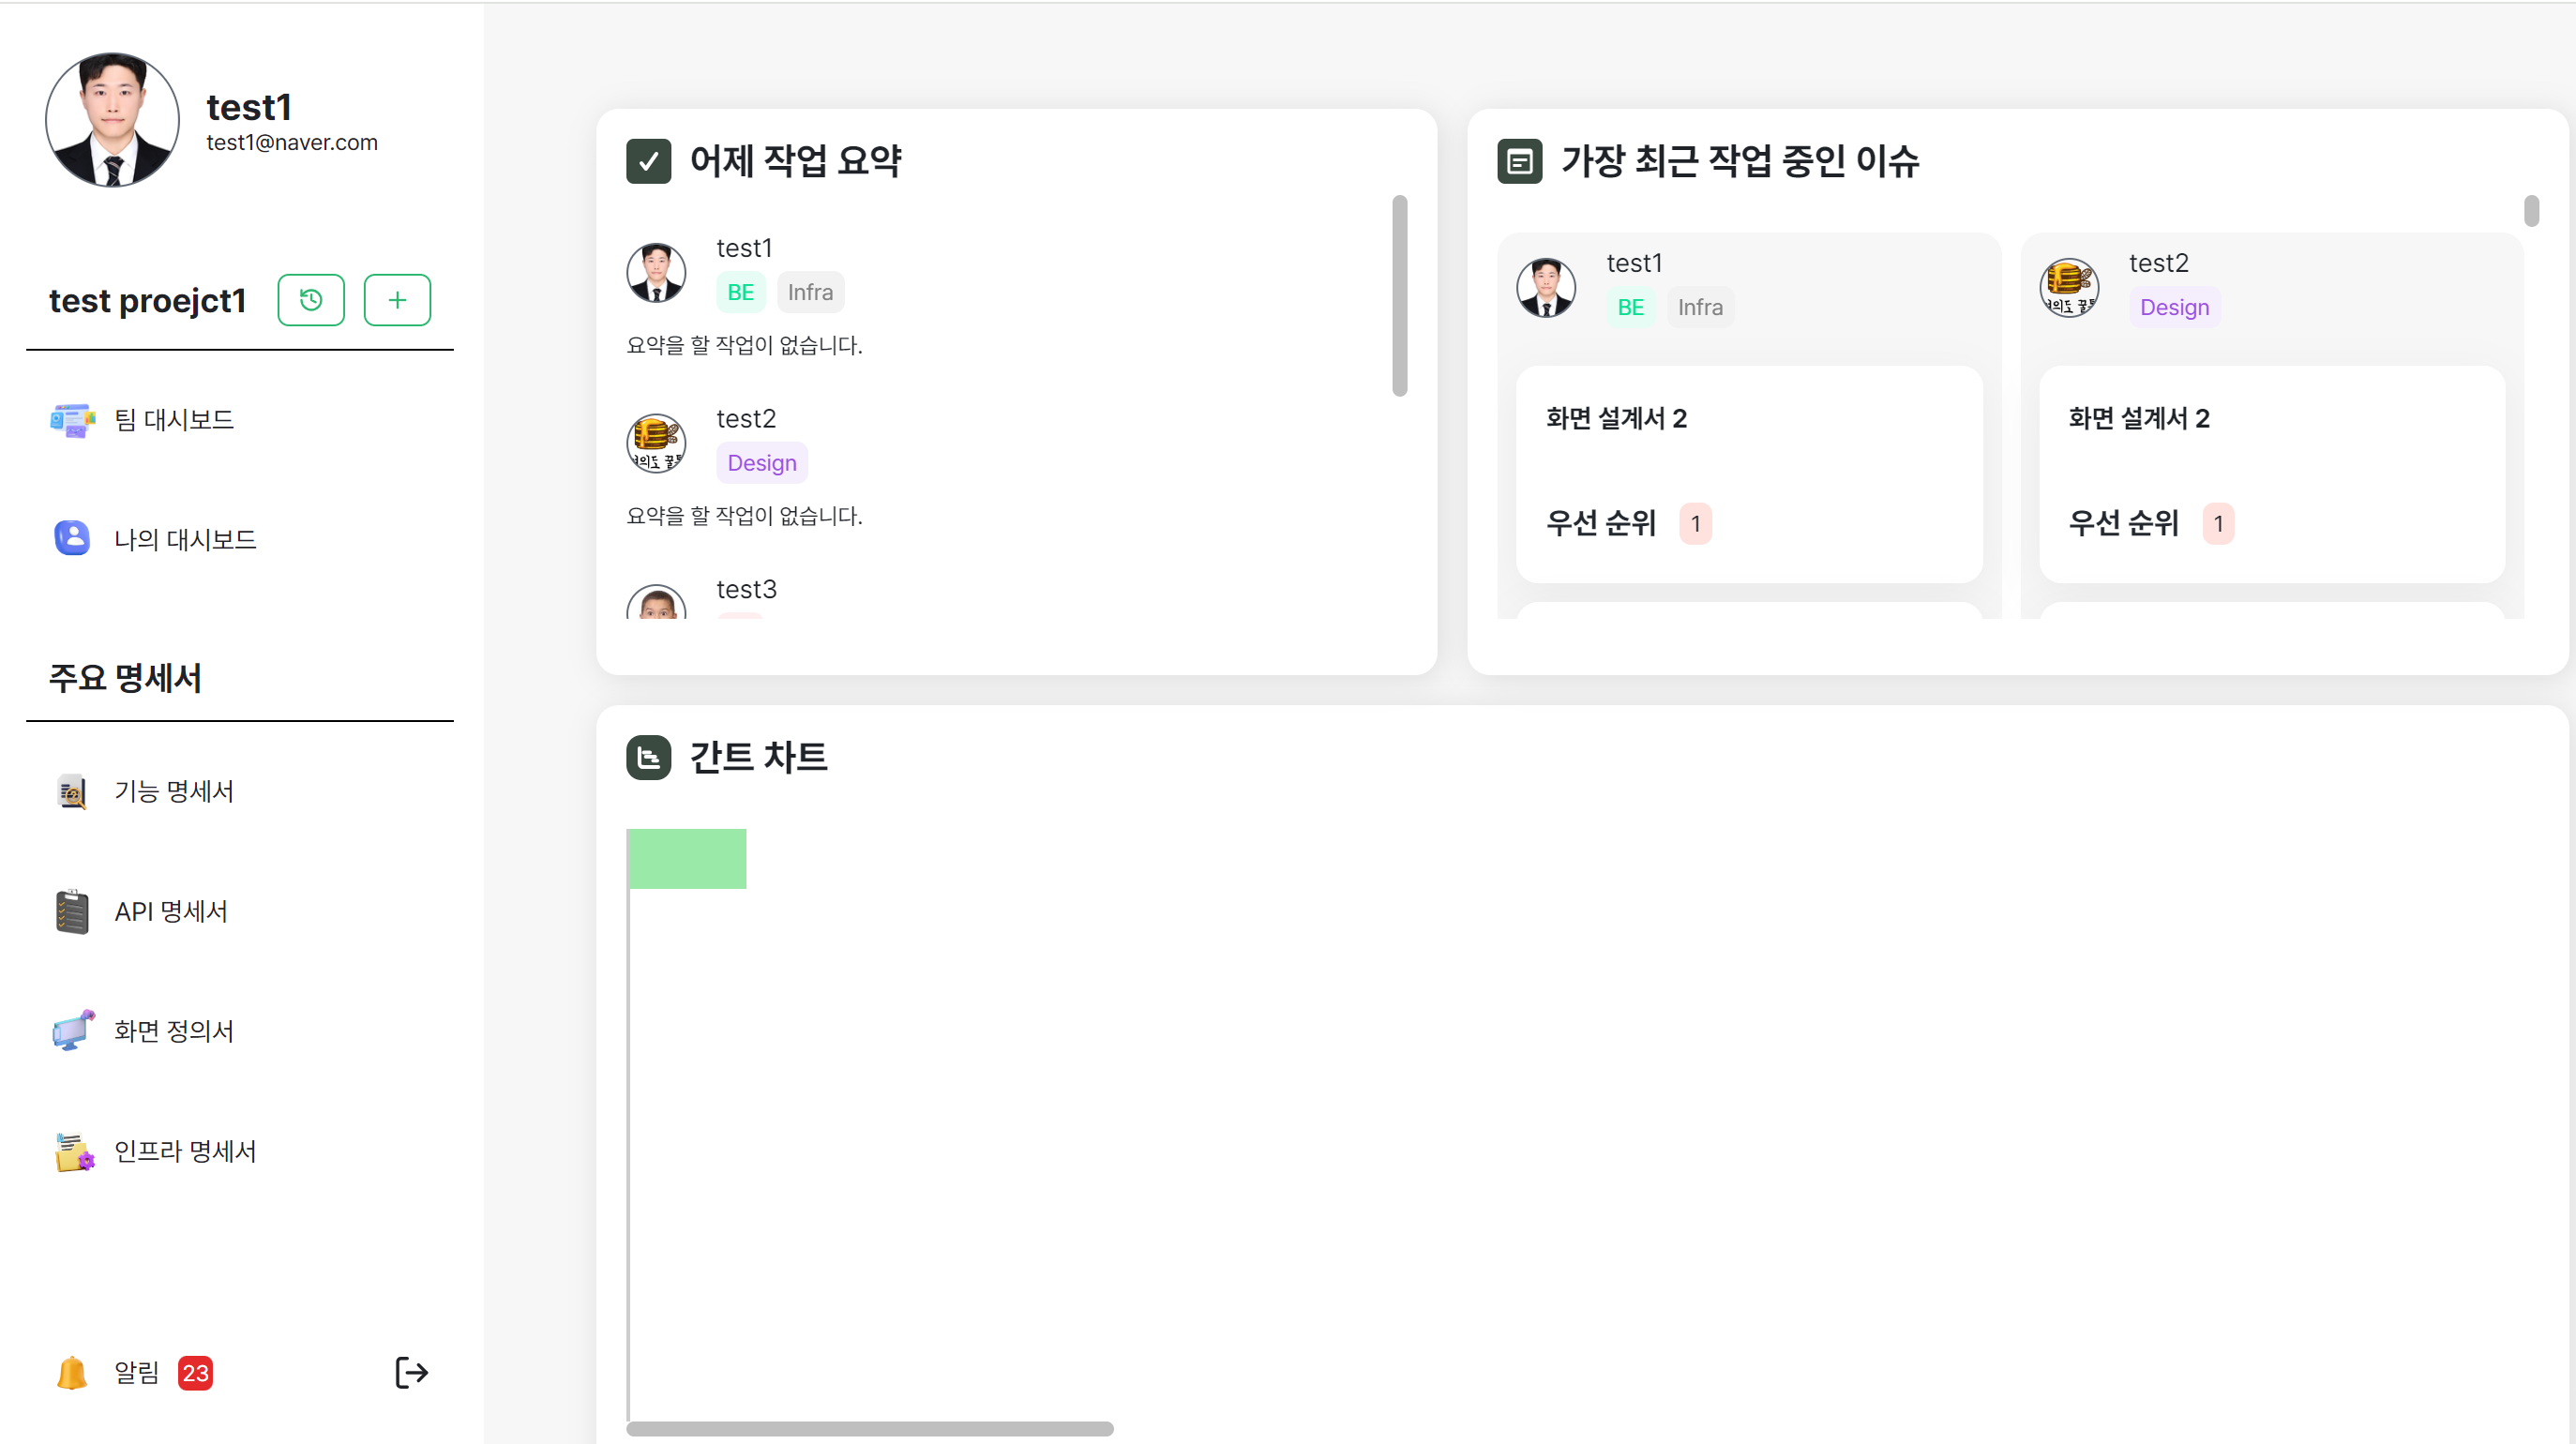 test1
test1@naver.com
test proejct1
팀 대시보드
나의 대시보드
주요 명세서
기능 명세서
API 명세서
화면 정의서
인프라 명세서
알림 23
어제 작업 요약
test1
BE Infra
요약을 할 작업이 없습니다.
test2
Design
요약을 할 작업이 없습니다.
test3
가장 최근 작업 중인 이슈
test1
BE Infra
화면 설계서 2
우선 순위 1
test2
Design
화면 설계서 2
우선 순위 1
간트 차트